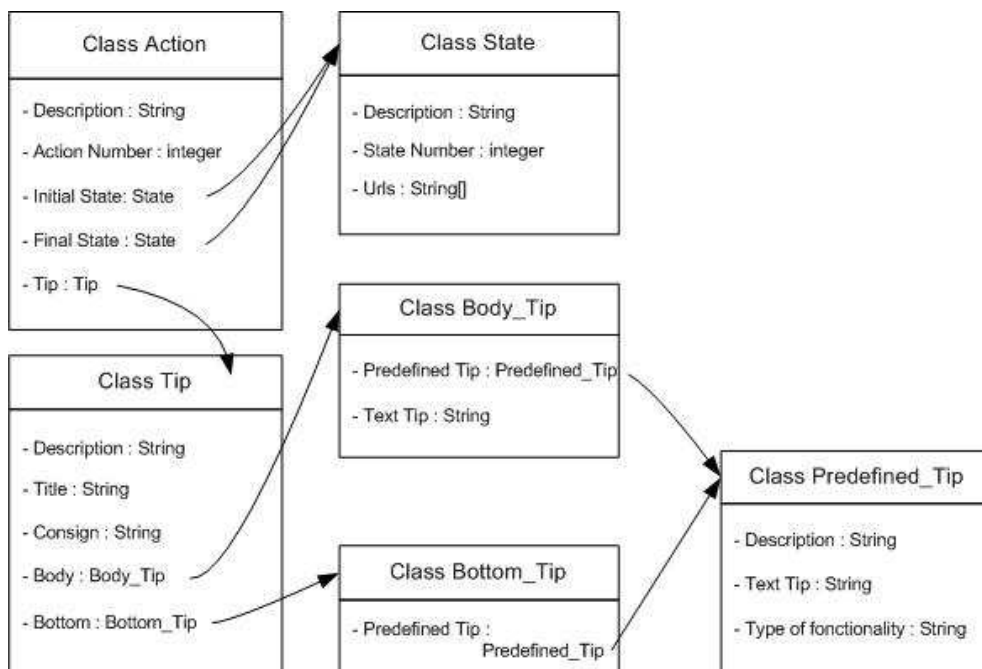 Class Action
- Description : String
- Action Number : integer
- Initial State: State
- Final State : State
- Tip : Tip
Class State
- Description : String
- State Number : integer
- Urls : String[]
Class Tip
- Description : String
- Title : String
- Consign : String
- Body : Body_Tip
- Bottom : Bottom_Tip
Class Body_Tip
- Predefined Tip : Predefined_Tip
- Text Tip : String
Class Bottom_Tip
- Predefined Tip :
Predefined_Tip
Class Predefined_Tip
- Description : String
- Text Tip : String
- Type of fonctionality : String